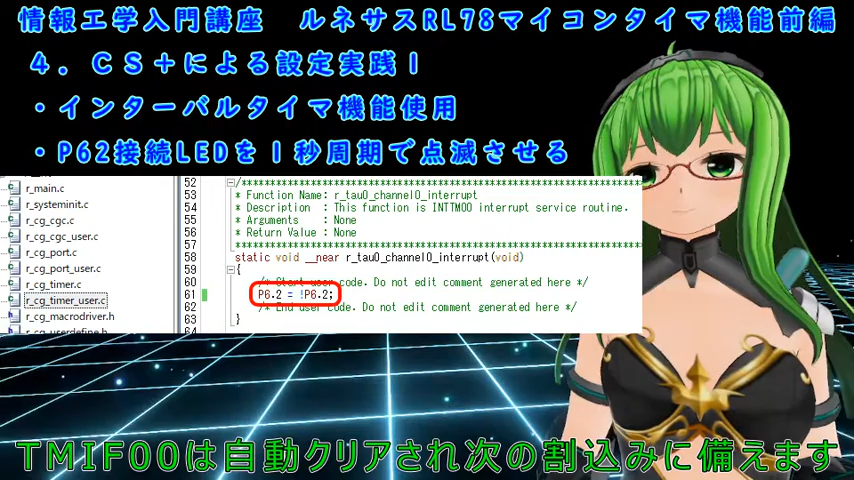 情報工学入門講座　ルネサスRL78マイコンタイマ機能前編
４．ＣＳ＋による設定実践１
・インターバルタイマ機能使用
・P62接続LEDを１秒周期で点滅させる
r_main.c
r_systeminit.c
r_cg_cgc.c
r_cg_cgc_user.c
r_cg_port.c
r_cg_port_user.c
r_cg_timer.c
r_cg_timer_user.c
r_cg_macrodriver.h
r_cg_userdefine.h
52 /***********************************************************
53 * Function Name: r_tau0_channel0_interrupt
54 * Description  : This function is INTTM00 interrupt service routine.
55 * Arguments    : None
56 * Return Value : None
57 ***********************************************************
58 static void __near r_tau0_channel0_interrupt(void)
59 {
60 /* Start user code. Do not edit comment generated here */
61 P6.2 = !P6.2;
62 /* End user code. Do not edit comment generated here */
63 }
64
TMIF00は自動クリアされ次の割込みに備えます